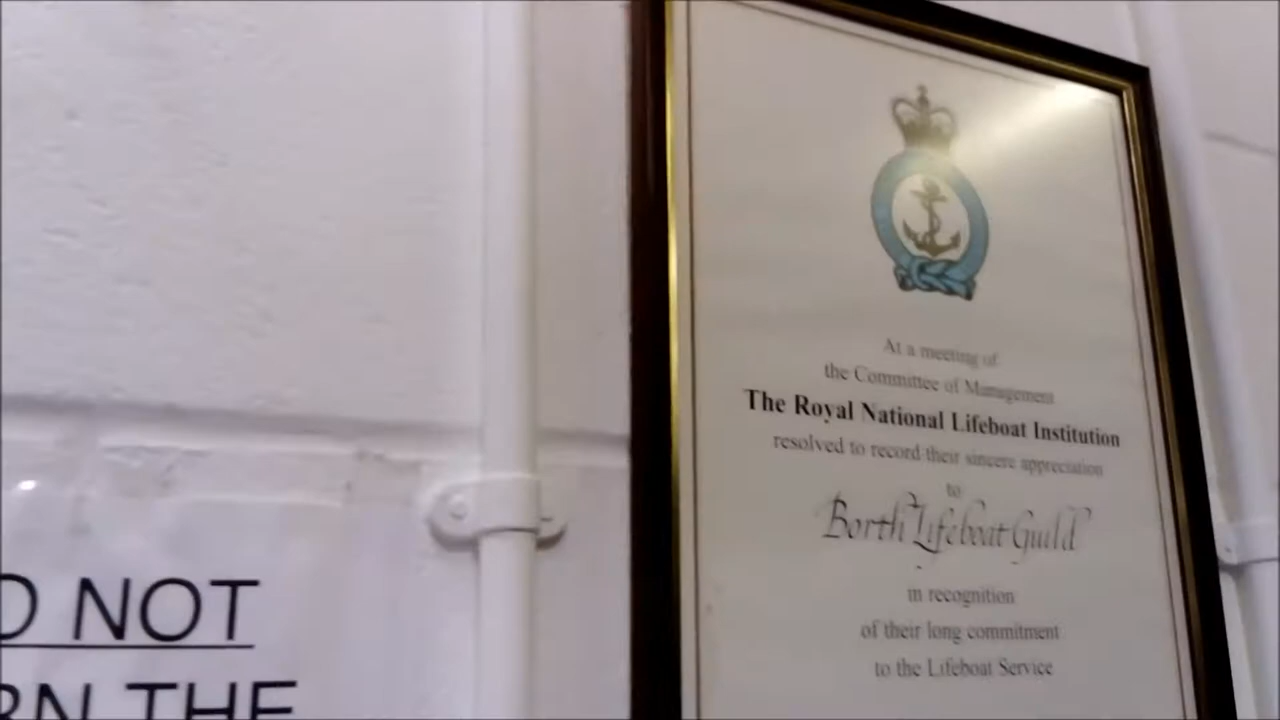 At a meeting of
the Committee of Management
The Royal National Lifeboat Institution
resolved to record their sincere appreciation
to
Borth Lifeboat Guild
in recognition
of their long commitment
to the Lifeboat Service
NOT
THE